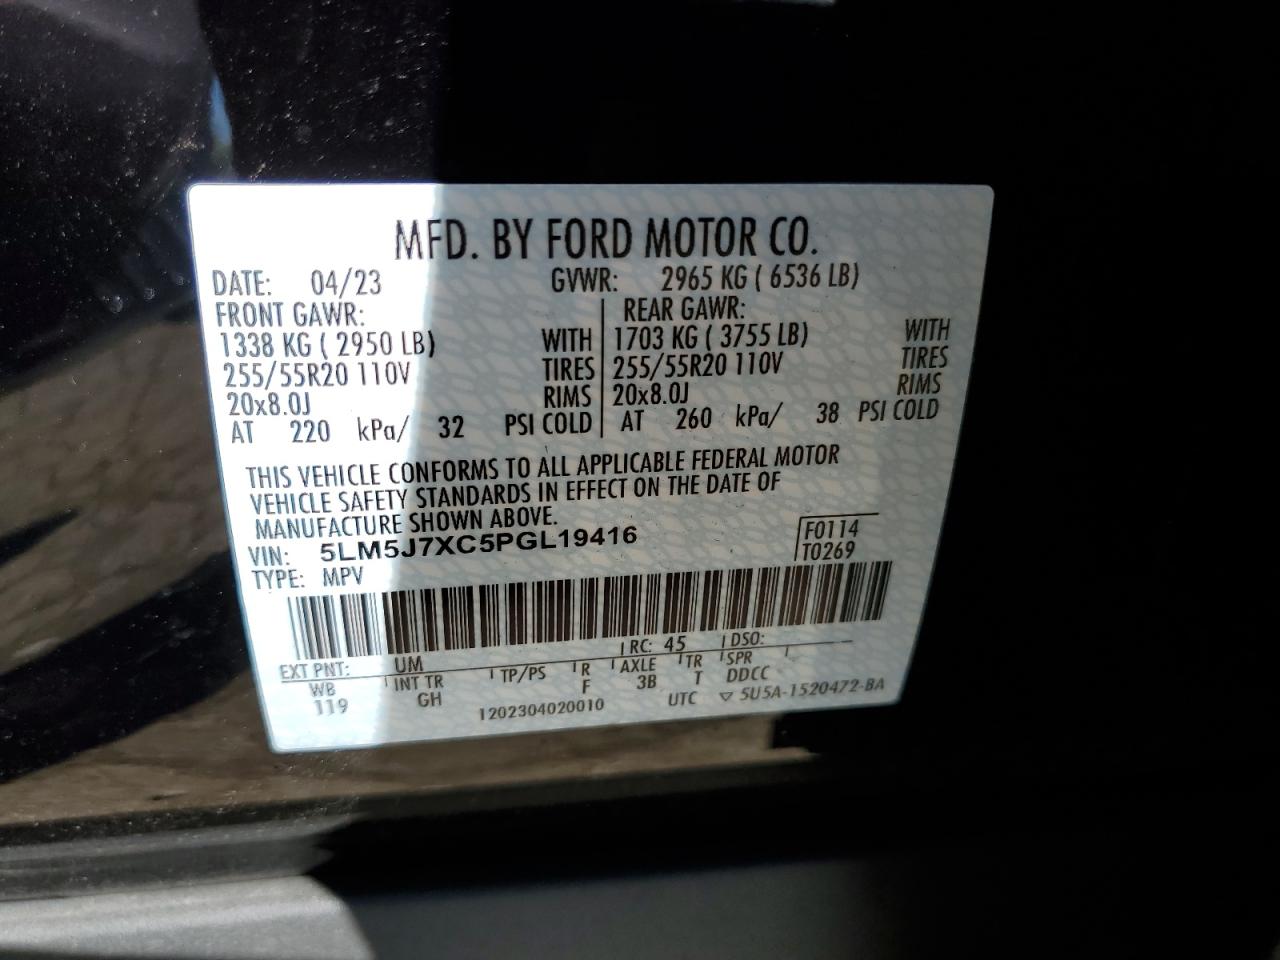 MFD. BY FORD MOTOR CO.
DATE: 04/23 GVWR: 2965 KG ( 6536 LB)
FRONT GAWR: REAR GAWR:
1338 KG ( 2950 LB) WITH 1703 KG ( 3755 LB) WITH
255/55R20 110V TIRES 255/55R20 110V TIRES
20x8.0J RIMS 20x8.0J RIMS
AT 220 kPa/ 32 PSI COLD AT 260 kPa/ 38 PSI COLD
THIS VEHICLE CONFORMS TO ALL APPLICABLE FEDERAL MOTOR
VEHICLE SAFETY STANDARDS IN EFFECT ON THE DATE OF
MANUFACTURE SHOWN ABOVE.
VIN: 5LM5J7XC5PGL19416 F0114
TYPE: MPV T0269
EXT PNT: UM RC: 45 DSO:
WB INT TR TP/PS R AXLE TR SPR
119 GH F 3B T DDCC
1202304020010 UTC ▽ 5U5A-1520472-BA